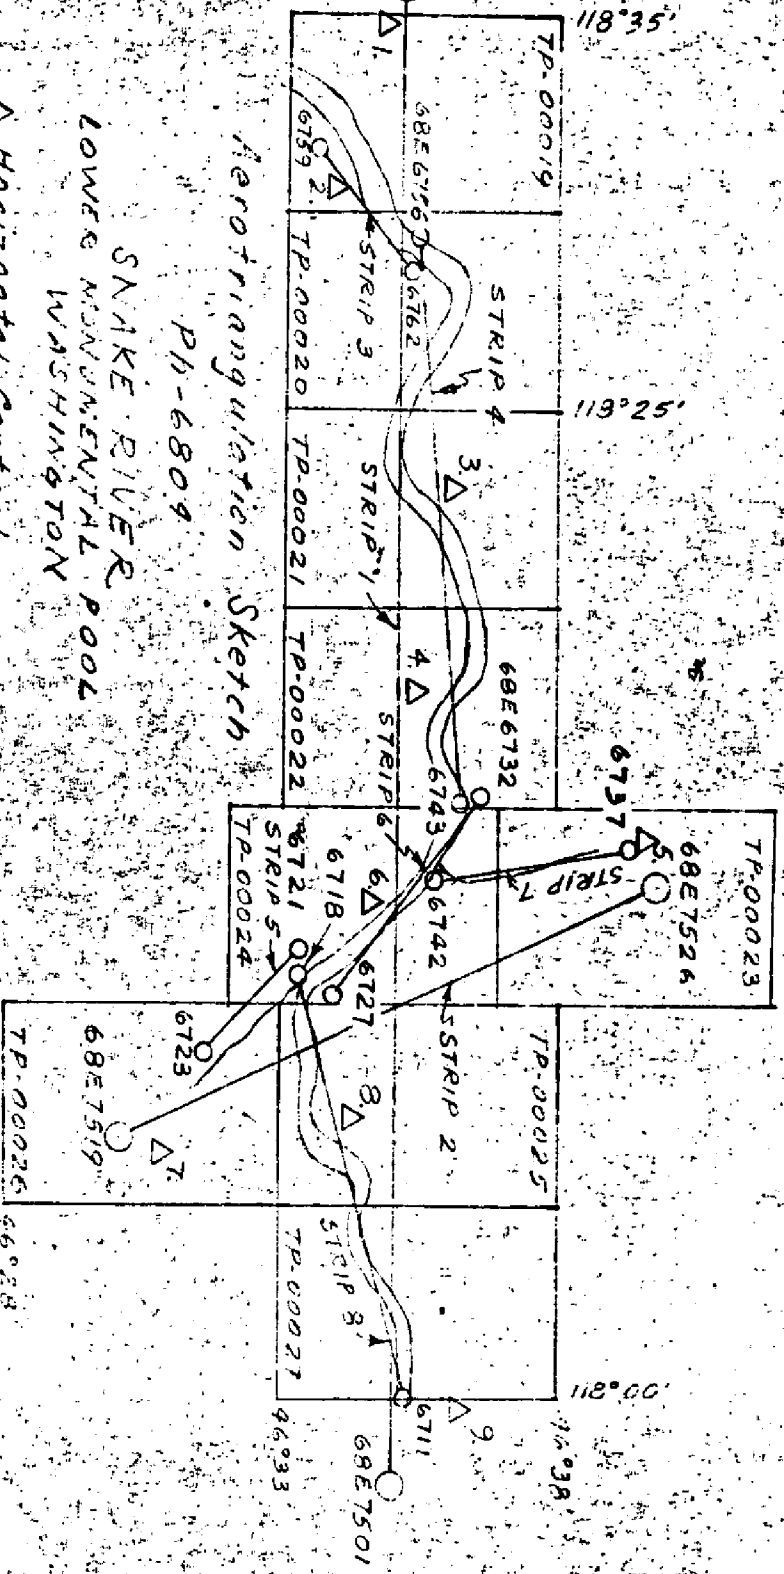 118°35'
118°25'
118°00'
46°38'
TP-00019
TP-00020
TP-00021
TP-00022
TP-00023
TP-00024
TP-00025
TP-00026
TP-00027
1.
68E6756
6762
6759
2.
STRIP 3
STRIP 4
STRIP 1
3
4
68E6732
6743
STRIP 6
6737
5.
68E7526
STRIP 7
6742
6
6718
6721
STRIP 5
6727
6723
STRIP 2
8
68E7519
7.
STRIP 8
6711
9
68E7501
46°33
46°28'
Aerotriangulation Sketch
Ph-6809
SNAKE RIVER
LOWER MONUMENTAL POOL
WASHINGTON